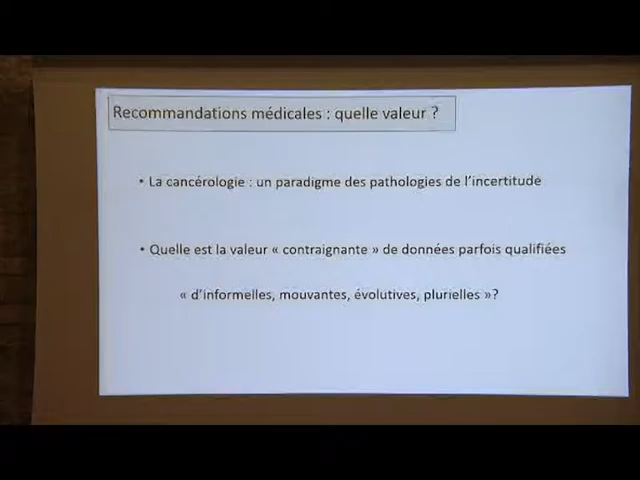 Recommandations médicales : quelle valeur ?
• La cancérologie : un paradigme des pathologies de l’incertitude
• Quelle est la valeur « contraignante » de données parfois qualifiées
« d’informelles, mouvantes, évolutives, plurielles »?